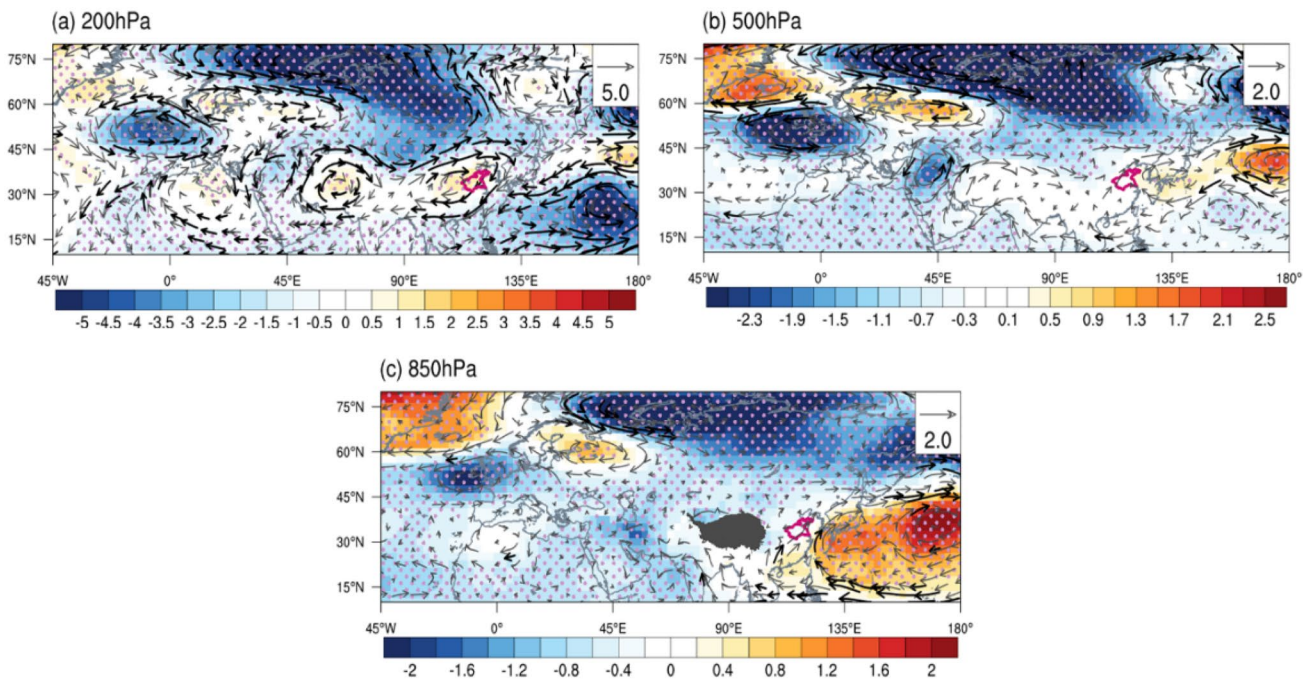 (a) 200hPa
75°N
60°N
45°N
30°N
15°N
5.0
45°W 0° 45°E 90°E 135°E 180°
-5 -4.5 -4 -3.5 -3 -2.5 -2 -1.5 -1 -0.5 0 0.5 1 1.5 2 2.5 3 3.5 4 4.5 5
(b) 500hPa
75°N
60°N
45°N
30°N
15°N
2.0
45°W 0° 45°E 90°E 135°E 180°
-2.3 -1.9 -1.5 -1.1 -0.7 -0.3 0.1 0.5 0.9 1.3 1.7 2.1 2.5
(c) 850hPa
75°N
60°N
45°N
30°N
15°N
2.0
45°W 0° 45°E 90°E 135°E 180°
-2 -1.6 -1.2 -0.8 -0.4 0 0.4 0.8 1.2 1.6 2